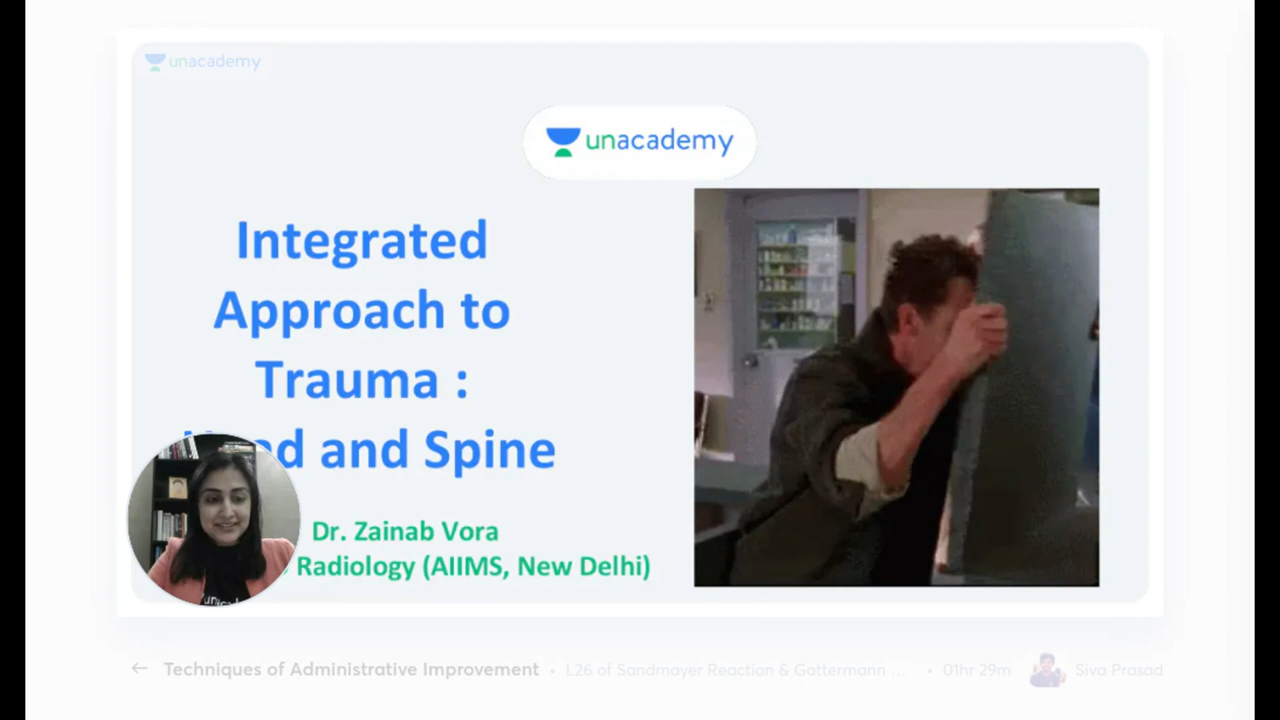 unacademy
unacademy
Integrated
Approach to
Trauma :
and Spine
Dr. Zainab Vora
Radiology (AIIMS, New Delhi)
← Techniques of Administrative Improvement • L26 of Sandmayer Reaction & Gattermann ... • 01hr 29m Siva Prasad